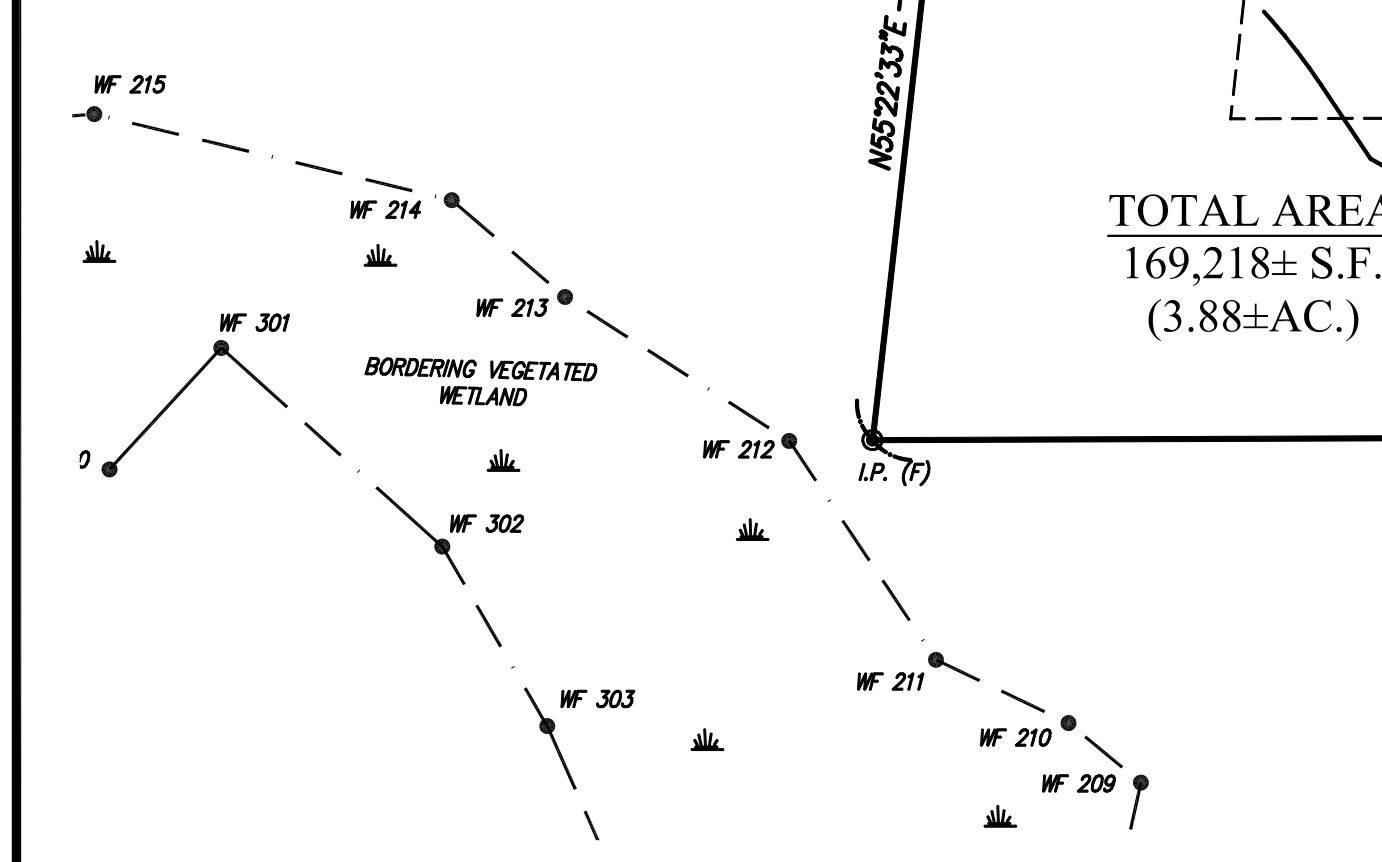 N55°22'33"E
WF 215
WF 214
TOTAL AREA
169,218± S.F.
(3.88±AC.)
WF 213
WF 301
BORDERING VEGETATED
WETLAND
WF 212
I.P. (F)
WF 302
WF 211
WF 303
WF 210
WF 209